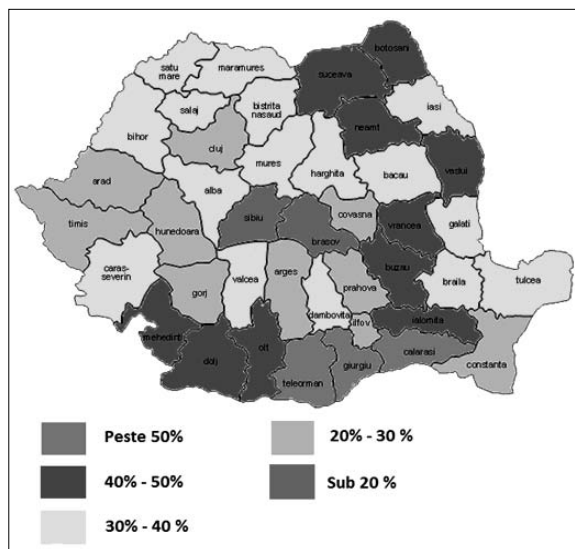 botosani
satu
mare
maramures
suceava
salaj
bistrita
nasaud
iasi
bihor
cluj
neamt
mures
harghita
bacau
vaslui
arad
alba
timis
hunedoara
sibiu
brasov
covasna
vrancea
galati
caras-
severin
gorj
valcea
arges
prahova
buzau
braila
tulcea
dambovita
ilfov
ialomita
mehedinti
dolj
olt
teleorman
giurgiu
calarasi
constanta
Peste 50%
20% - 30 %
40% - 50%
Sub 20 %
30% - 40 %